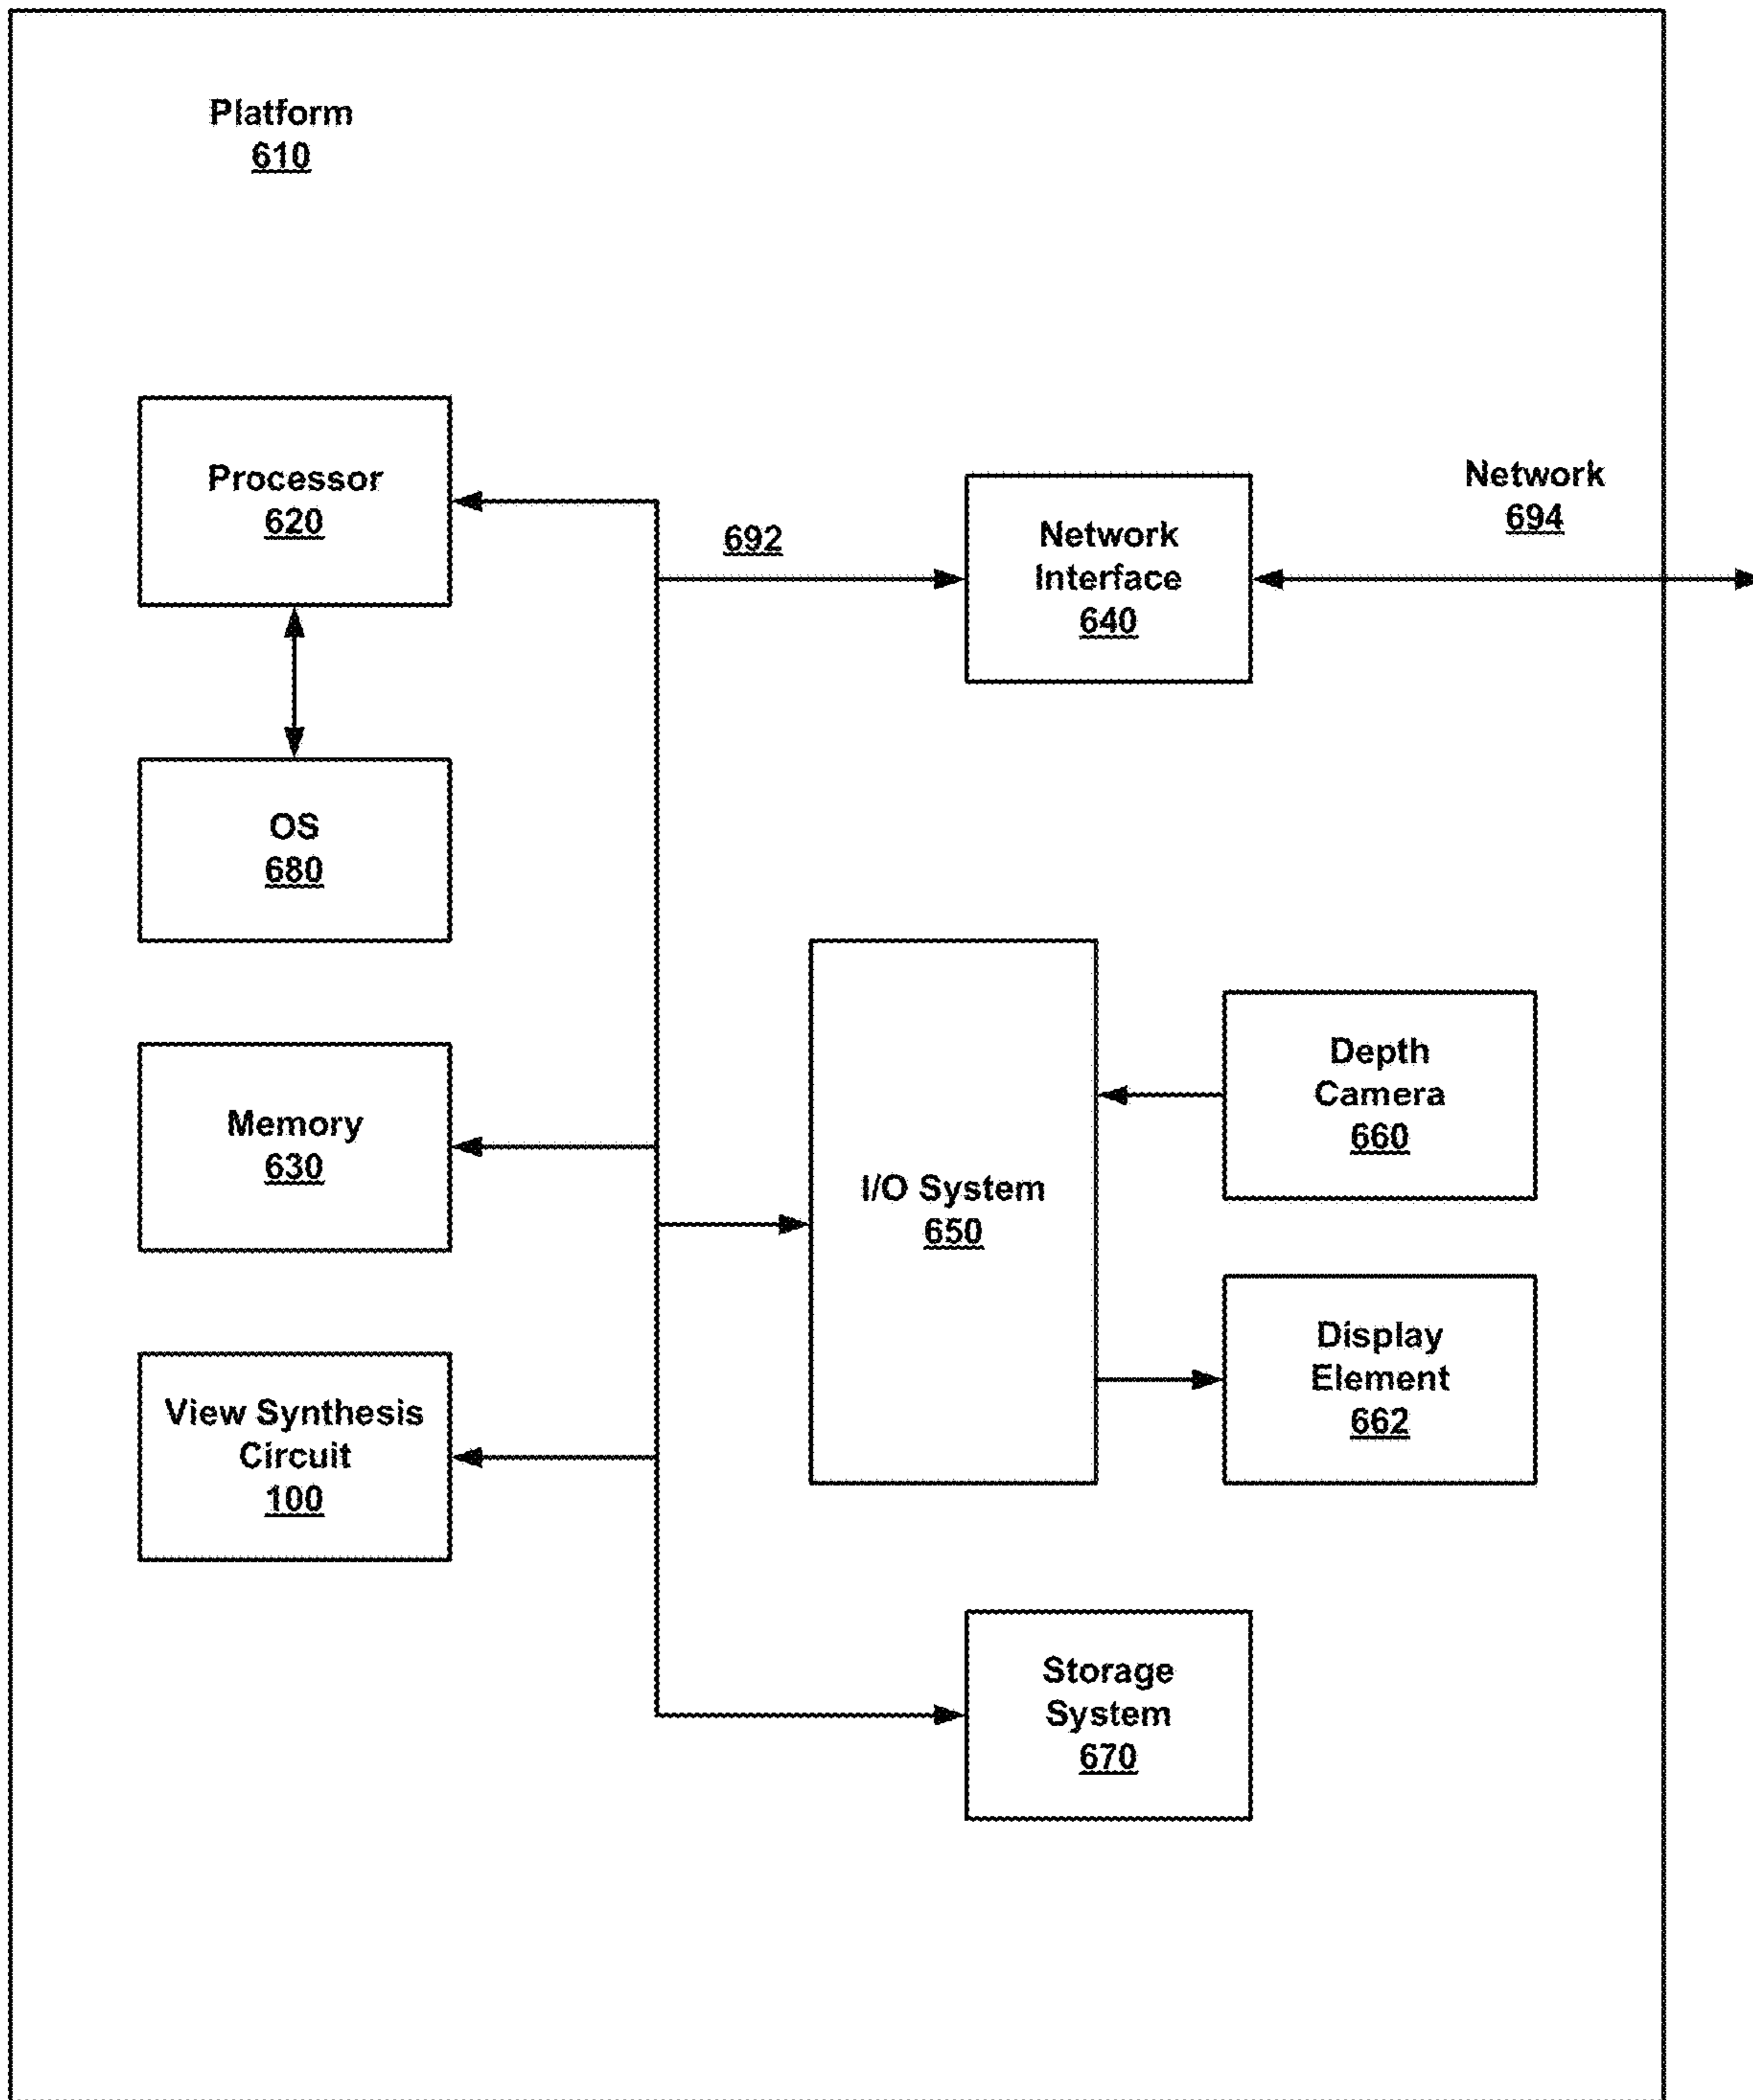 Platform
610
Processor
620
692
Network
Interface
640
Network
694
OS
680
Memory
630
I/O System
650
Depth
Camera
660
Display
Element
662
View Synthesis
Circuit
100
Storage
System
670